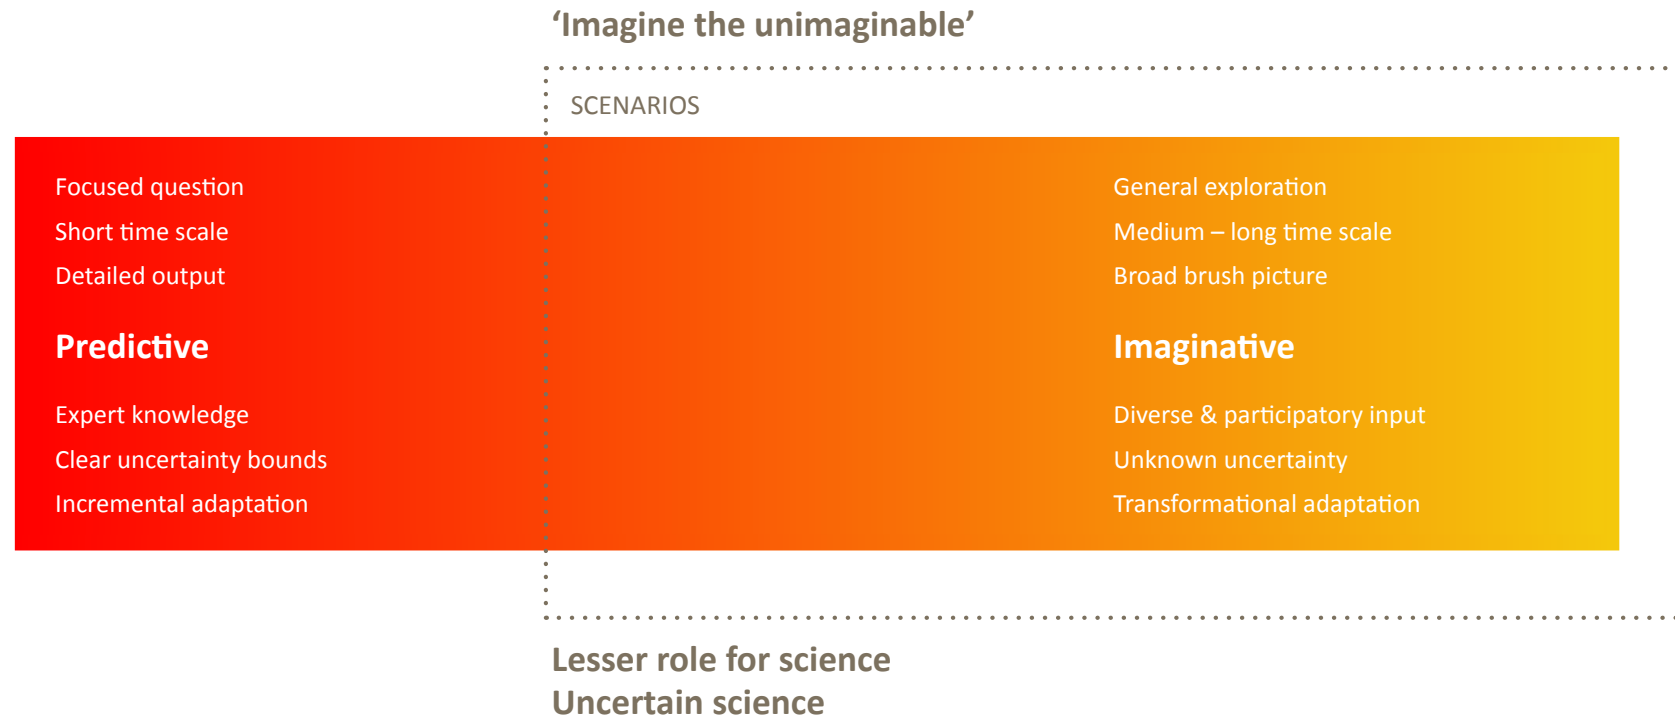 ‘Imagine the unimaginable’
SCENARIOS
Focused question
Short time scale
Detailed output
Predictive
Expert knowledge
Clear uncertainty bounds
Incremental adaptation
General exploration
Medium – long time scale
Broad brush picture
Imaginative
Diverse & participatory input
Unknown uncertainty
Transformational adaptation
Lesser role for science
Uncertain science